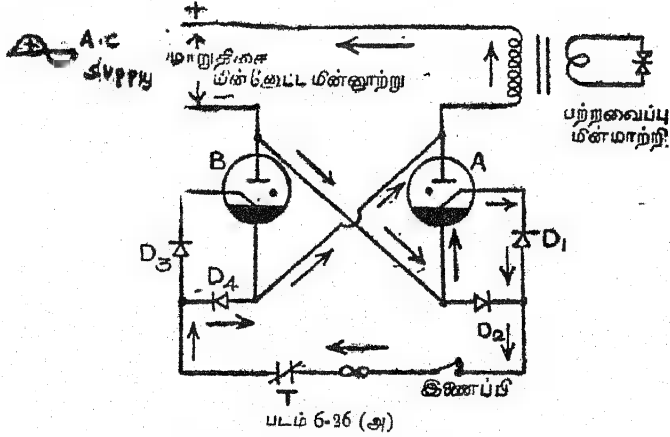 +
A.C
Supply
மாறுதிசை
மின்னோட்ட மின்னூற்று
−
பற்றவைப்பு
மின்மாற்றி
B
A
D3
D1
D4
D2
இணைப்பி
T
படம் 6-36 (அ)